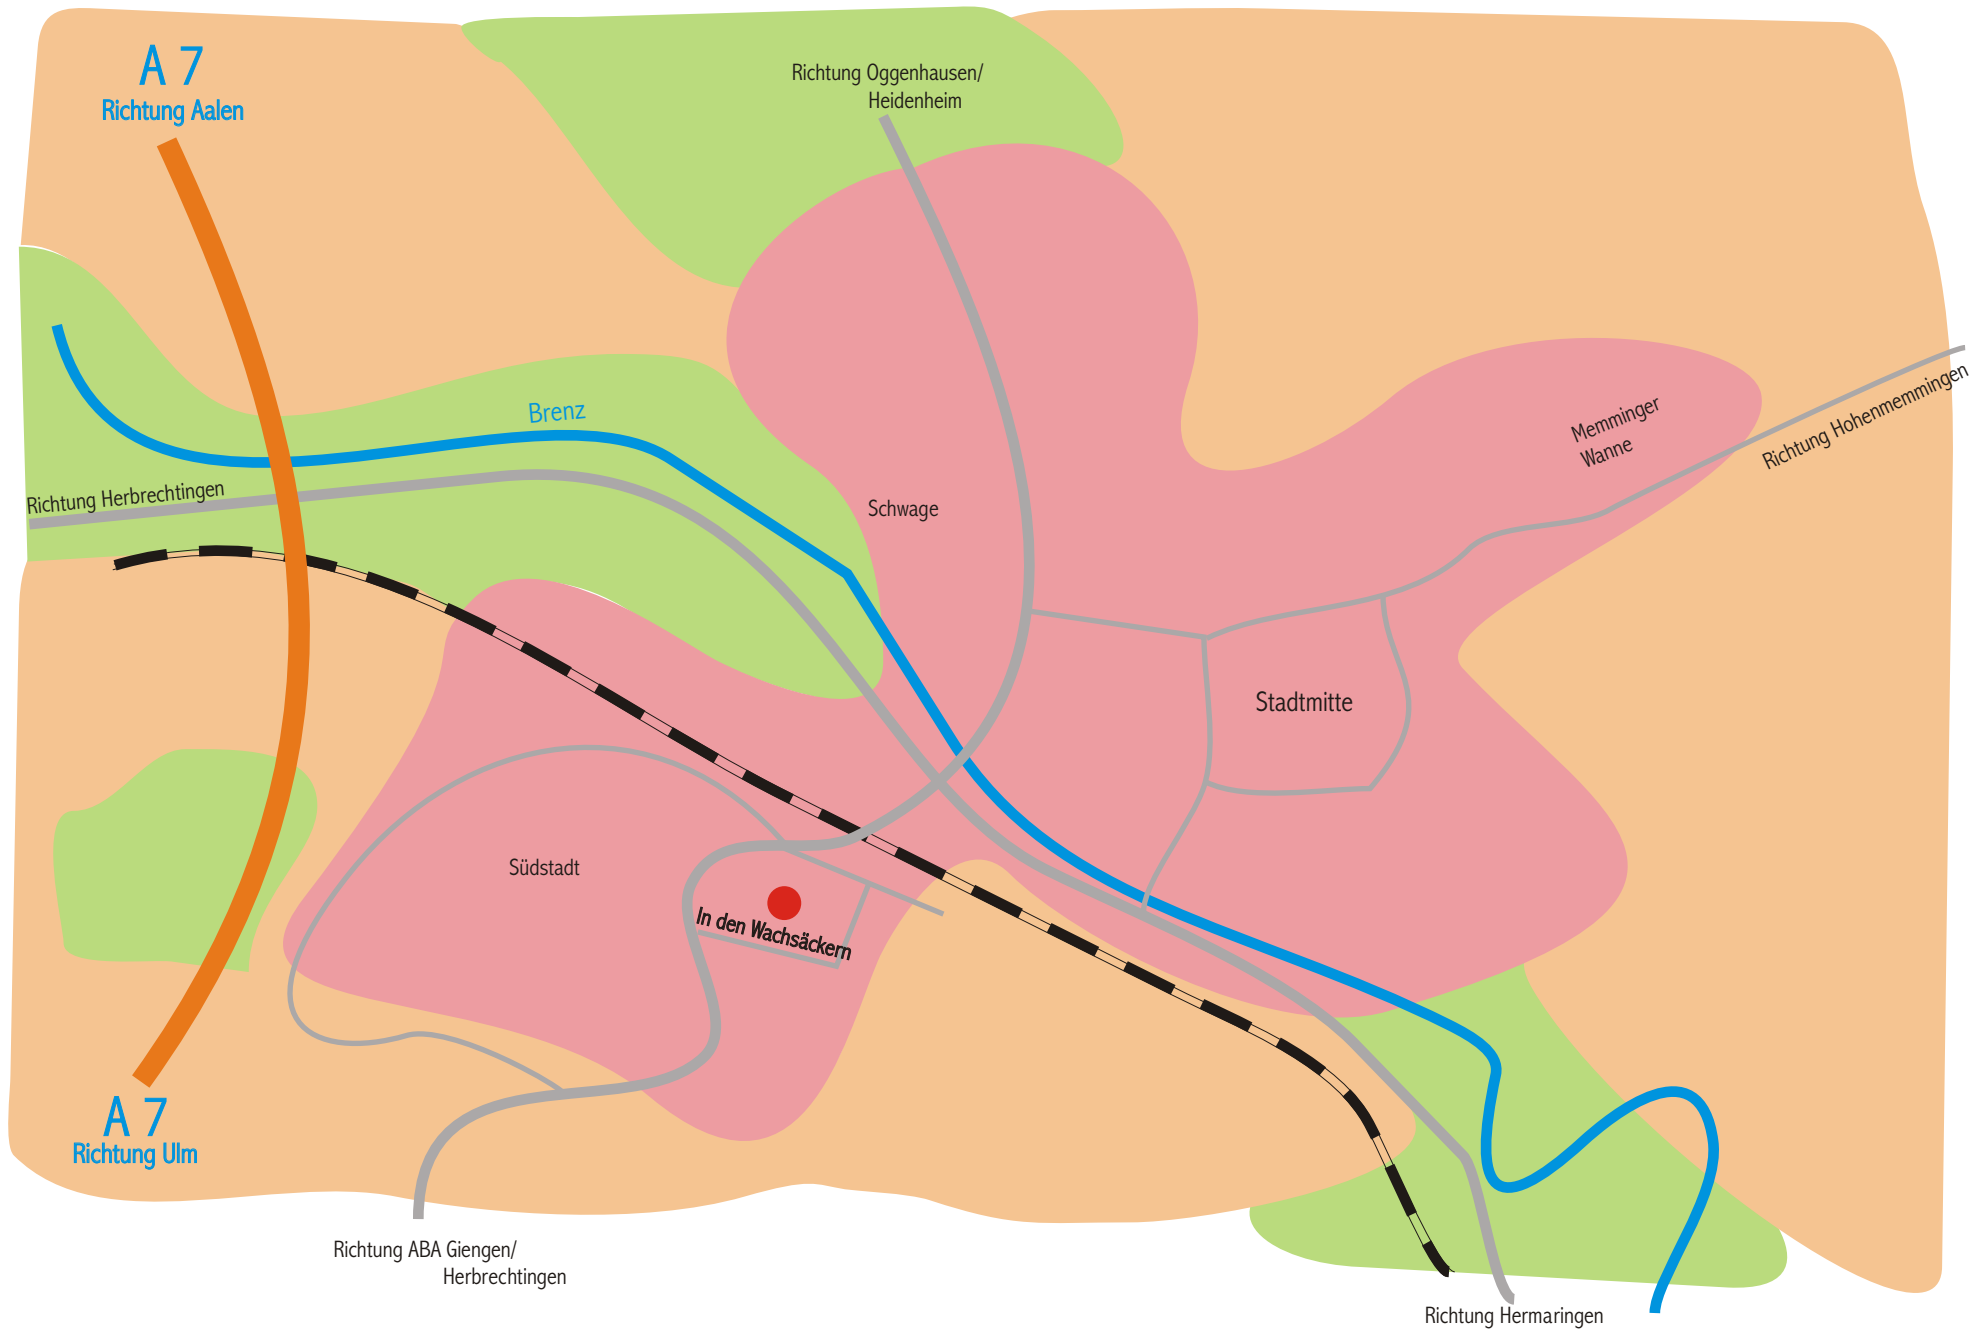 A 7
Richtung Aalen
Richtung Oggenhausen/
Heidenheim
Brenz
Richtung Herbrechtingen
Schwage
Memminger
Wanne
Richtung Hohenmemmingen
Stadtmitte
Südstadt
In den Wachsäckern
A 7
Richtung Ulm
Richtung ABA Giengen/
Herbrechtingen
Richtung Hermaringen